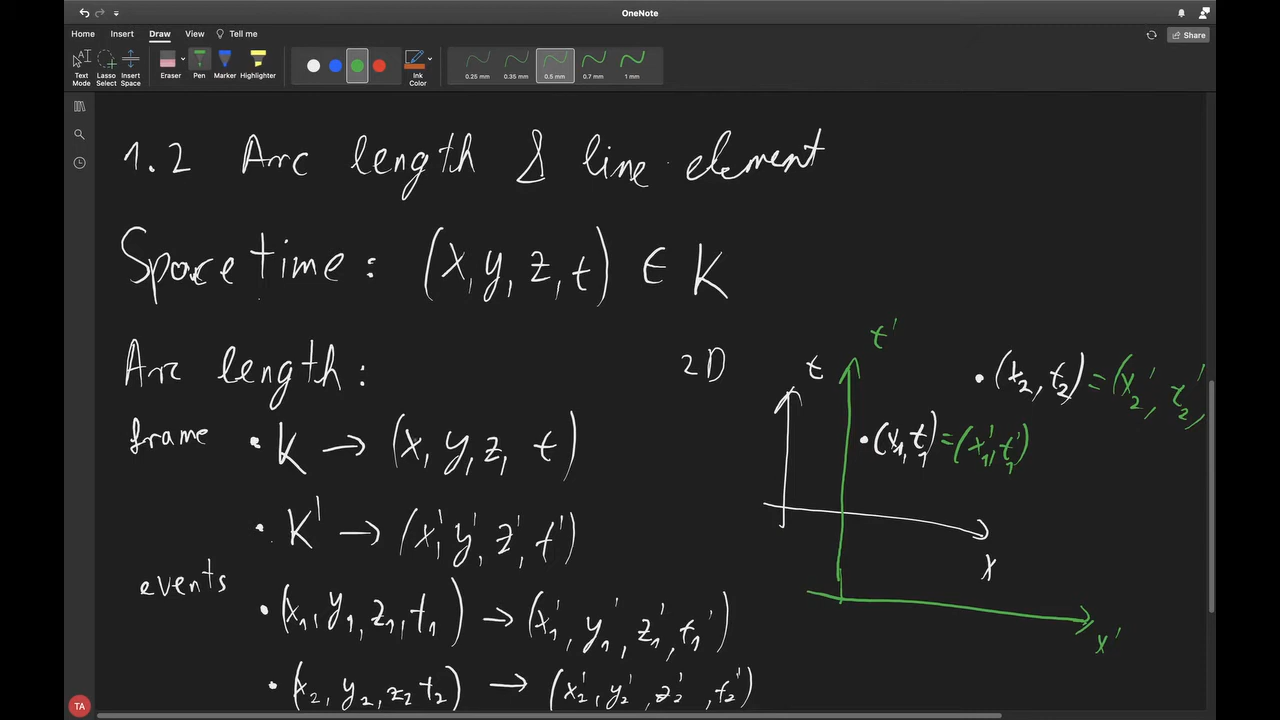 OneNote
Home Insert Draw View Tell me
Share
Text Mode
Lasso Select
Insert Space
Eraser
Pen
Marker
Highlighter
Ink Color
0.25 mm 0.35 mm 0.5 mm 0.7 mm 1 mm
1.2 Arc length & line element
Spacetime: (x, y, z, t) ∈ K
Arc length:
frame • K → (x, y, z, t)
• K' → (x', y', z', t')
events • (x₁, y₁, z₁, t₁) → (x₁', y₁', z₁', t₁')
• (x₂, y₂, z₂ t₂) → (x₂', y₂', z₂', t₂')
2D
t
t'
• (x₂, t₂) = (x₂', t₂',
• (x₁, t₁) = (x₁', t₁')
x
x'
TA